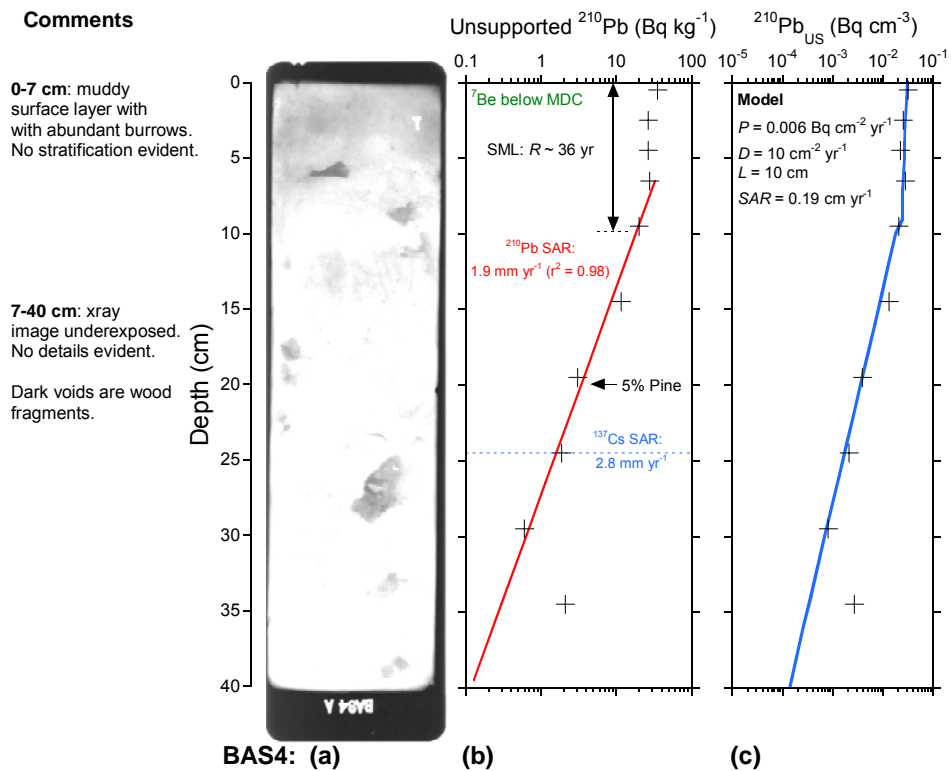 Comments
0-7 cm: muddy
surface layer with
with abundant burrows.
No stratification evident.
7-40 cm: xray
image underexposed.
No details evident.
Dark voids are wood
fragments.
Depth (cm)
0
5
10
15
20
25
30
35
40
T
BAS4 A
BAS4: (a)
Unsupported ²¹⁰Pb (Bq kg⁻¹)
0.1 1 10 100
⁷Be below MDC
SML: R ~ 36 yr
²¹⁰Pb SAR:
1.9 mm yr⁻¹ (r² = 0.98)
5% Pine
¹³⁷Cs SAR:
2.8 mm yr⁻¹
(b)
²¹⁰Pb_US (Bq cm⁻³)
10⁻⁵ 10⁻⁴ 10⁻³ 10⁻² 10⁻¹
Model
P = 0.006 Bq cm⁻² yr⁻¹
D = 10 cm⁻² yr⁻¹
L = 10 cm
SAR = 0.19 cm yr⁻¹
(c)